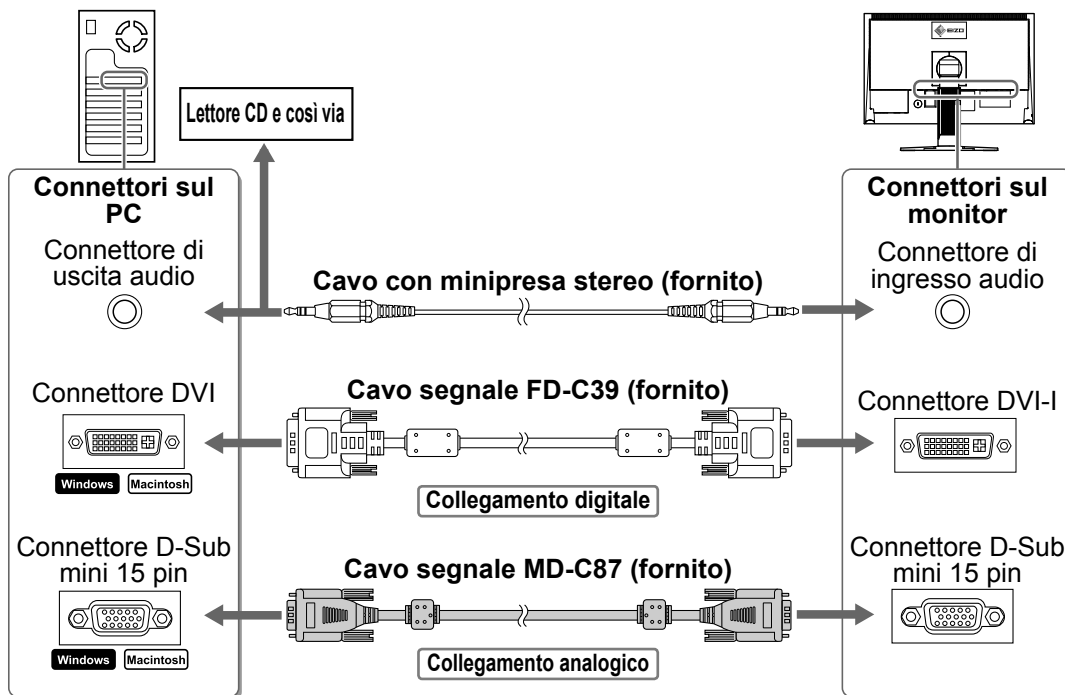 EIZO
Lettore CD e così via
Connettori sul
PC
Connettore di
uscita audio
Cavo con minipresa stereo (fornito)
Connettori sul
monitor
Connettore di
ingresso audio
Connettore DVI
Windows Macintosh
Cavo segnale FD-C39 (fornito)
Collegamento digitale
Connettore DVI-I
Connettore D-Sub
mini 15 pin
Windows Macintosh
Cavo segnale MD-C87 (fornito)
Collegamento analogico
Connettore D-Sub
mini 15 pin